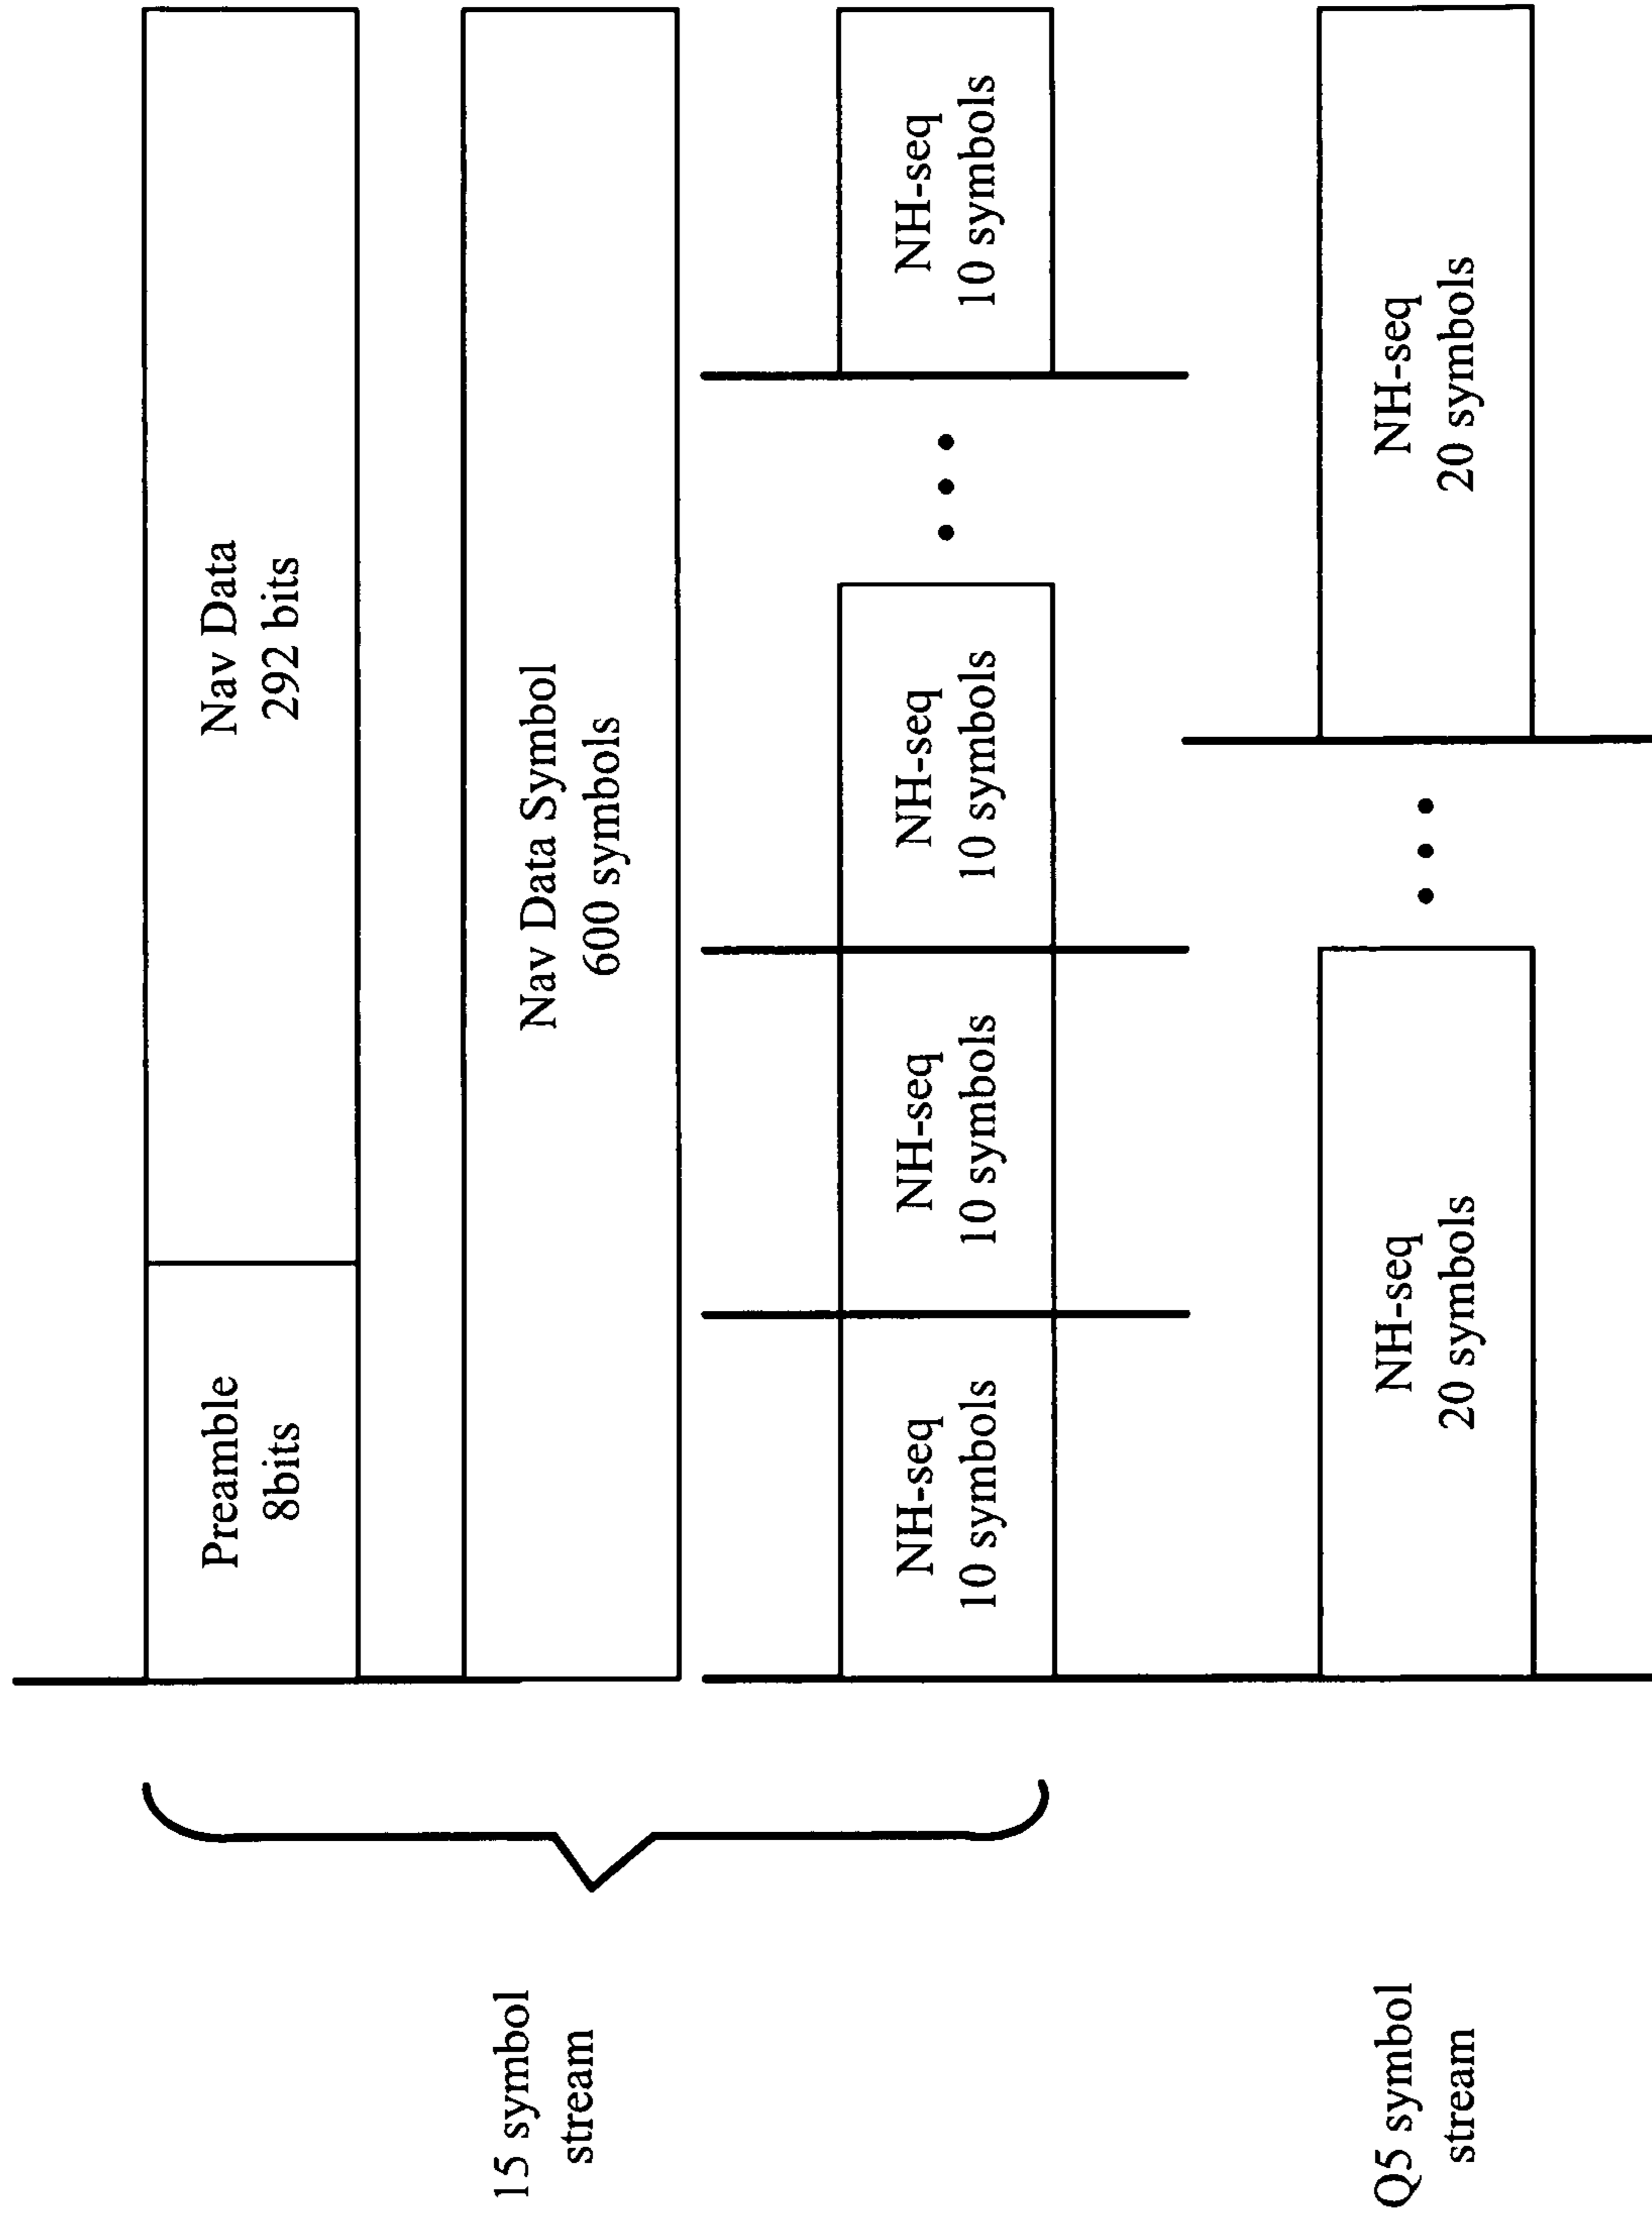 Preamble
8bits
Nav Data
292 bits
15 symbol
stream
Nav Data Symbol
600 symbols
NH-seq
10 symbols
NH-seq
10 symbols
NH-seq
10 symbols
NH-seq
10 symbols
Q5 symbol
stream
NH-seq
20 symbols
NH-seq
20 symbols